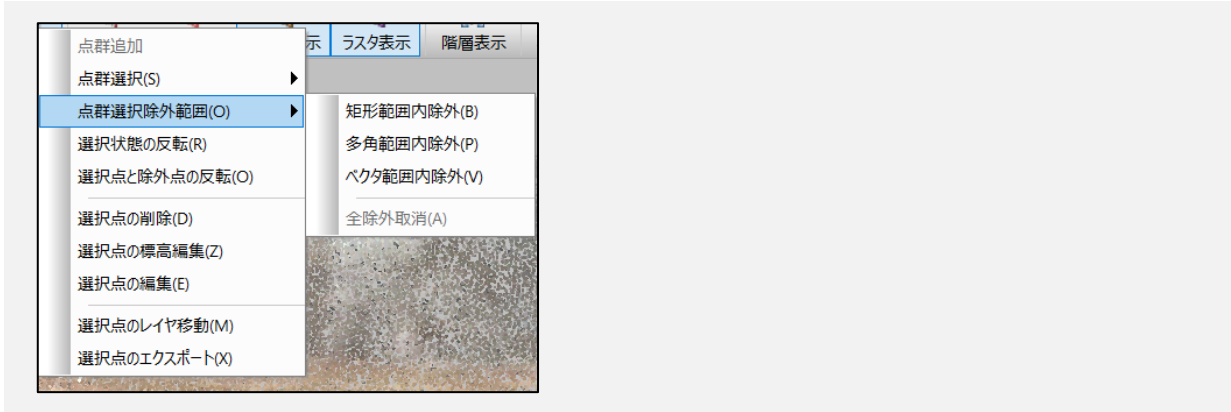 示 ラスタ表示 階層表示
点群追加
点群選択(S)
点群選択除外範囲(O)
選択状態の反転(R)
選択点と除外点の反転(O)
選択点の削除(D)
選択点の標高編集(Z)
選択点の編集(E)
選択点のレイヤ移動(M)
選択点のエクスポート(X)
矩形範囲内除外(B)
多角範囲内除外(P)
ベクタ範囲内除外(V)
全除外取消(A)